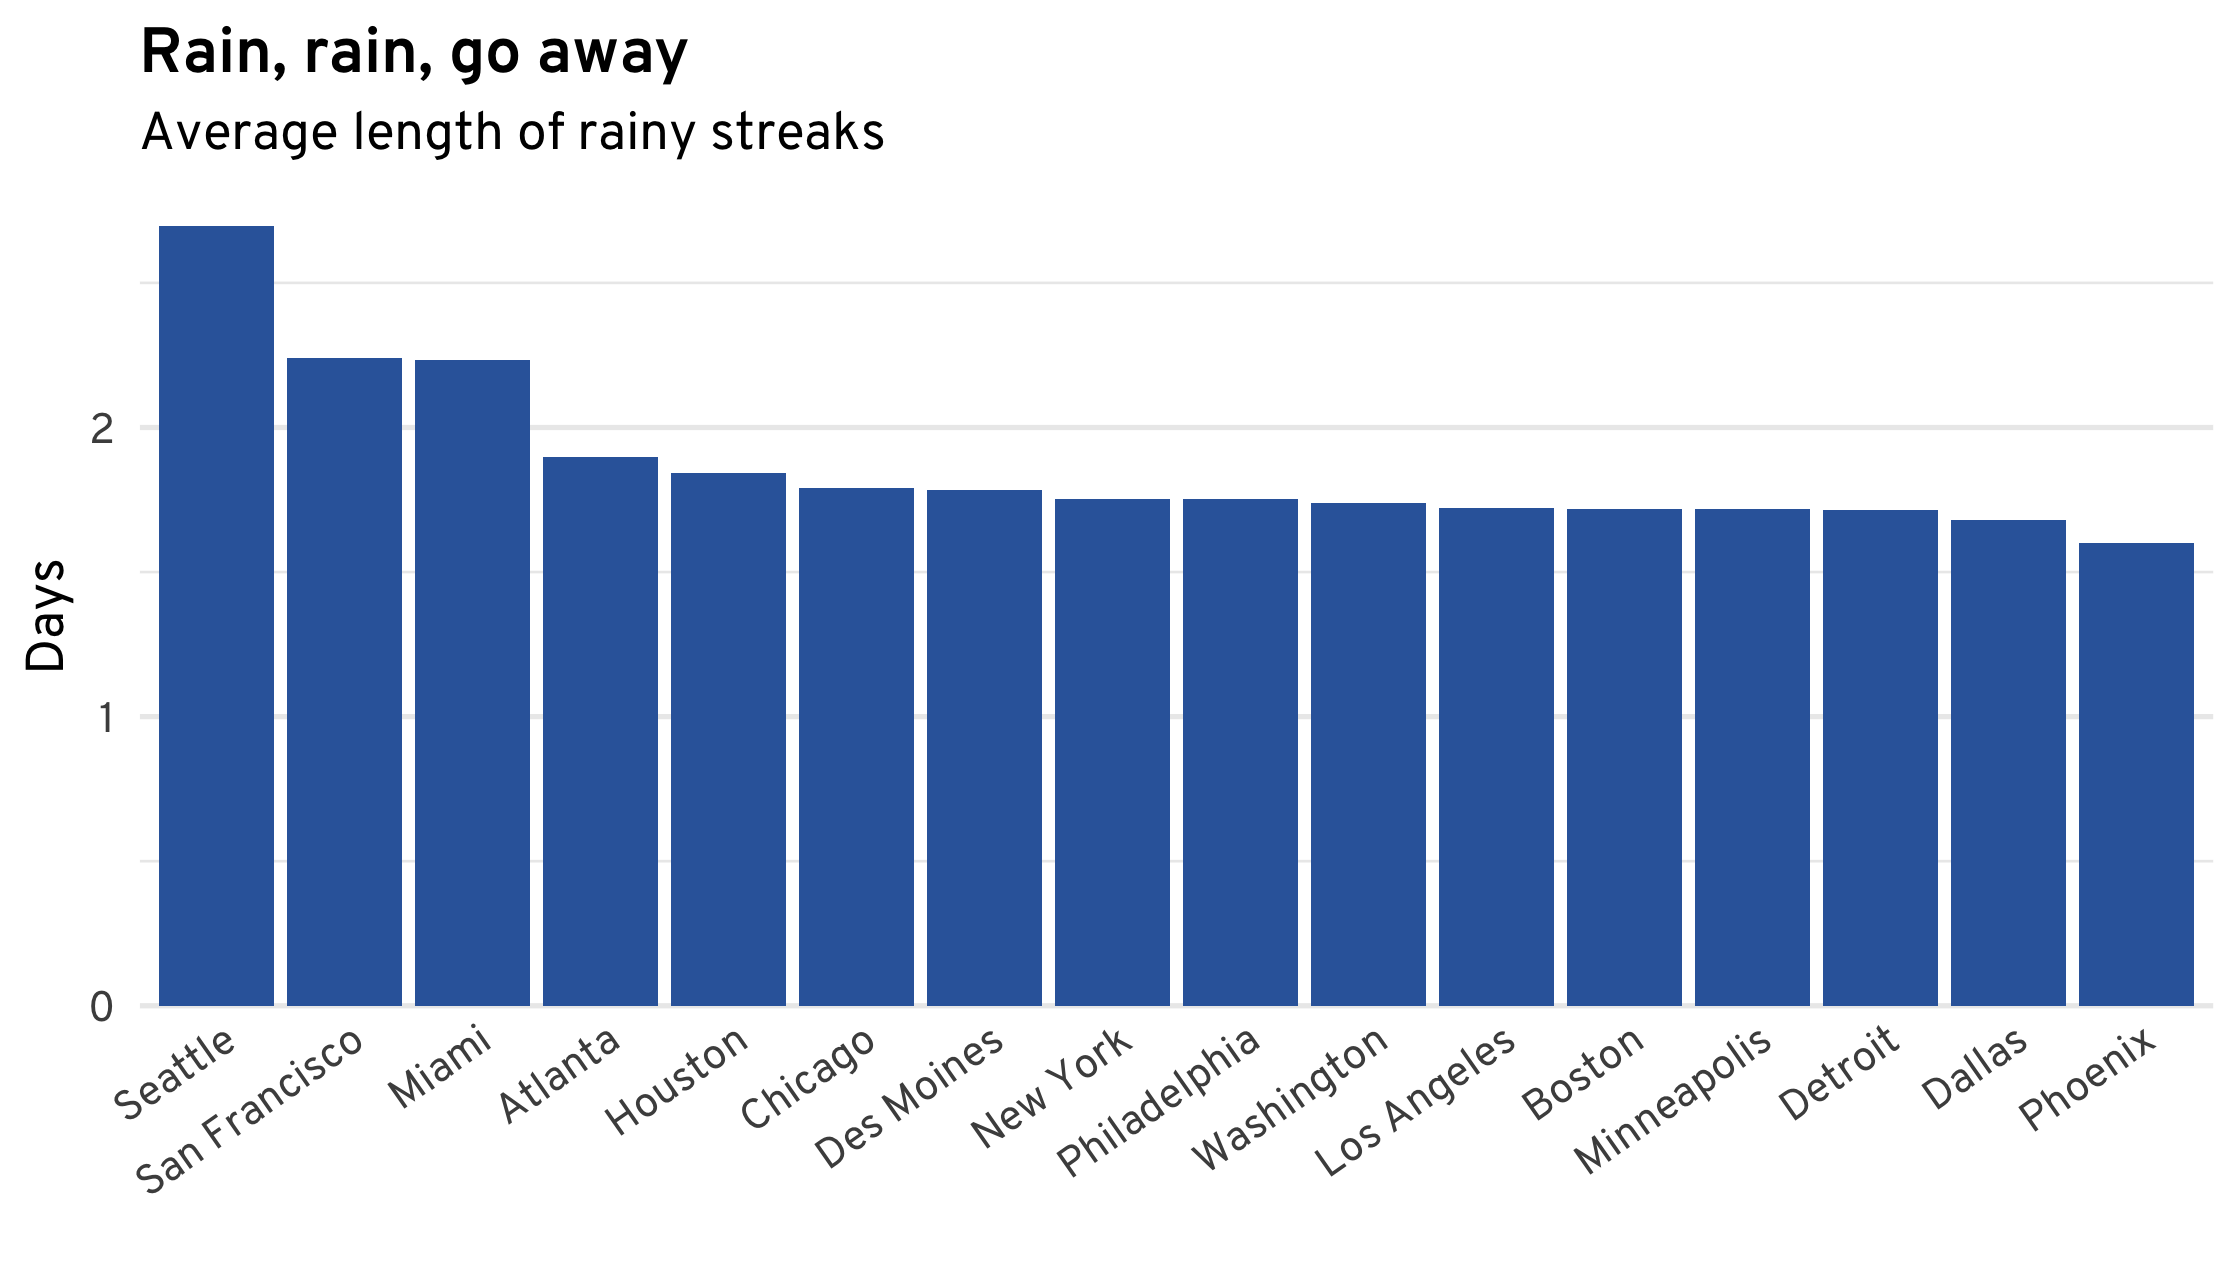 Rain, rain, go away
Average length of rainy streaks
Days
2
1
0
Seattle
San Francisco
Miami
Atlanta
Houston
Chicago
Des Moines
New York
Philadelphia
Washington
Los Angeles
Boston
Minneapolis
Detroit
Dallas
Phoenix